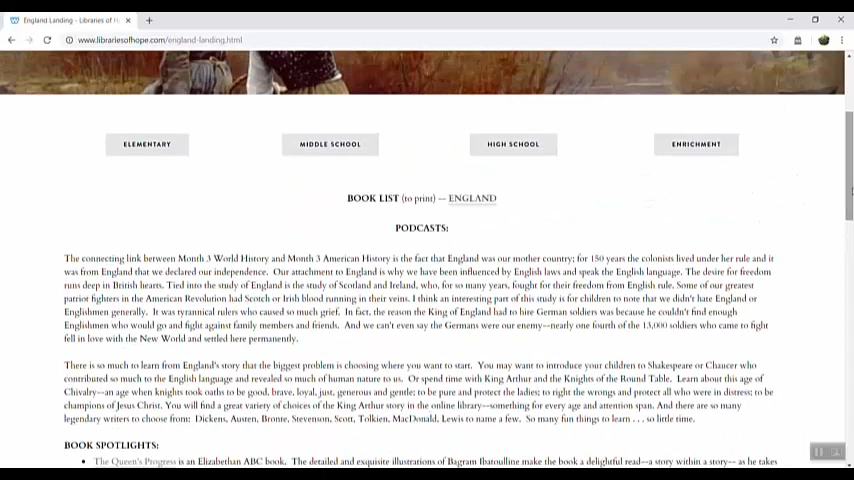 England Landing - Libraries of H
www.librariesofhope.com/england-landing.html
ELEMENTARY
MIDDLE SCHOOL
HIGH SCHOOL
ENRICHMENT
BOOK LIST (to print) -- ENGLAND
PODCASTS:
The connecting link between Month 3 World History and Month 3 American History is the fact that England was our mother country; for 150 years the colonists lived under her rule and it
was from England that we declared our independence. Our attachment to England is why we have been influenced by English laws and speak the English language. The desire for freedom
runs deep in British hearts. Tied into the study of England is the study of Scotland and Ireland, who, for so many years, fought for their freedom from English rule. Some of our greatest
patriot fighters in the American Revolution had Scotch or Irish blood running in their veins. I think an interesting part of this study is for children to note that we didn't hate England or
Englishmen generally. It was tyrannical rulers who caused so much grief. In fact, the reason the King of England had to hire German soldiers was because he couldn't find enough
Englishmen who would go and fight against family members and friends. And we can't even say the Germans were our enemy--nearly one fourth of the 13,000 soldiers who came to fight
fell in love with the New World and settled here permanently.
There is so much to learn from England's story that the biggest problem is choosing where you want to start. You may want to introduce your children to Shakespeare or Chaucer who
contributed so much to the English language and revealed so much of human nature to us. Or spend time with King Arthur and the Knights of the Round Table. Learn about this age of
Chivalry--an age when knights took oaths to be good, brave, loyal, just, generous and gentle; to be pure and protect the ladies; to right the wrongs and protect all who were in distress; to be
champions of Jesus Christ. You will find a great variety of choices of the King Arthur story in the online library--something for every age and attention span. And there are so many
legendary writers to choose from: Dickens, Austen, Bronte, Stevenson, Scott, Tolkien, MacDonald, Lewis to name a few. So many fun things to learn . . . so little time.
BOOK SPOTLIGHTS:
• The Queen's Progress is an Elizabethan ABC book. The detailed and exquisite illustrations of Bagram Ibatoulline make the book a delightful read--a story within a story-- as he takes